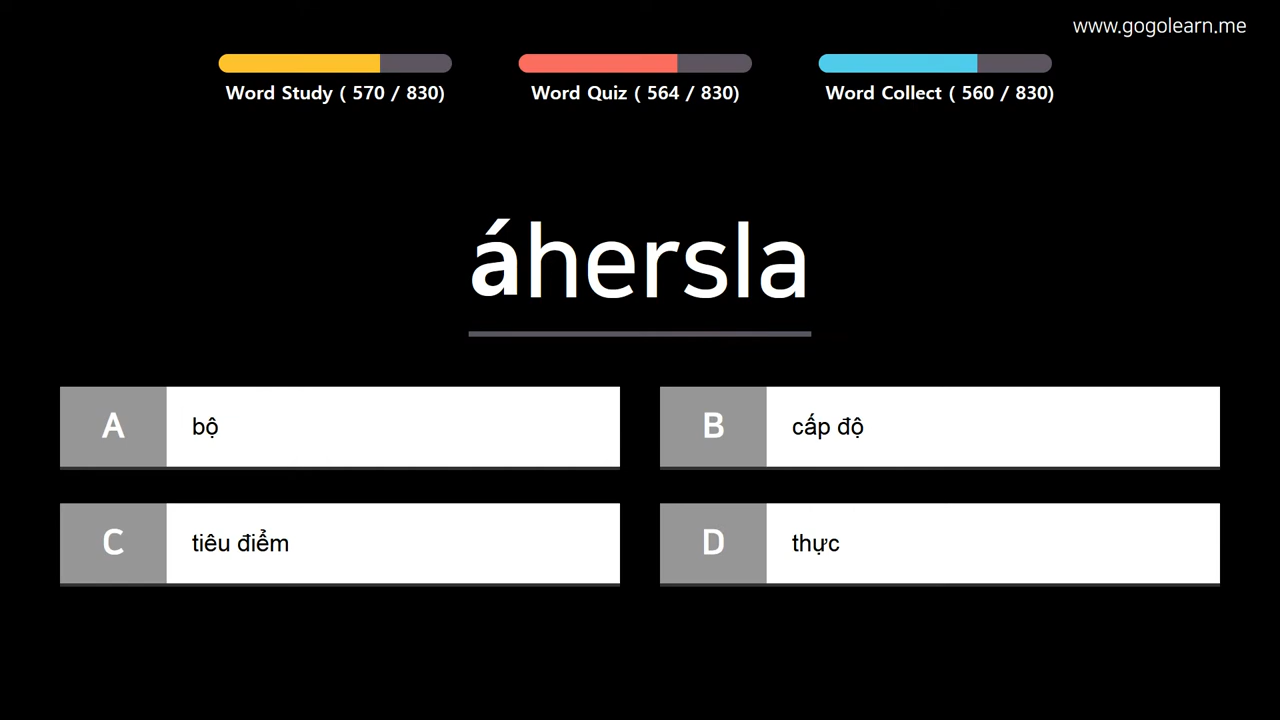 www.gogolearn.me
Word Study ( 570 / 830)
Word Quiz ( 564 / 830)
Word Collect ( 560 / 830)
áhersla
A bộ
B cấp độ
C tiêu điểm
D thực